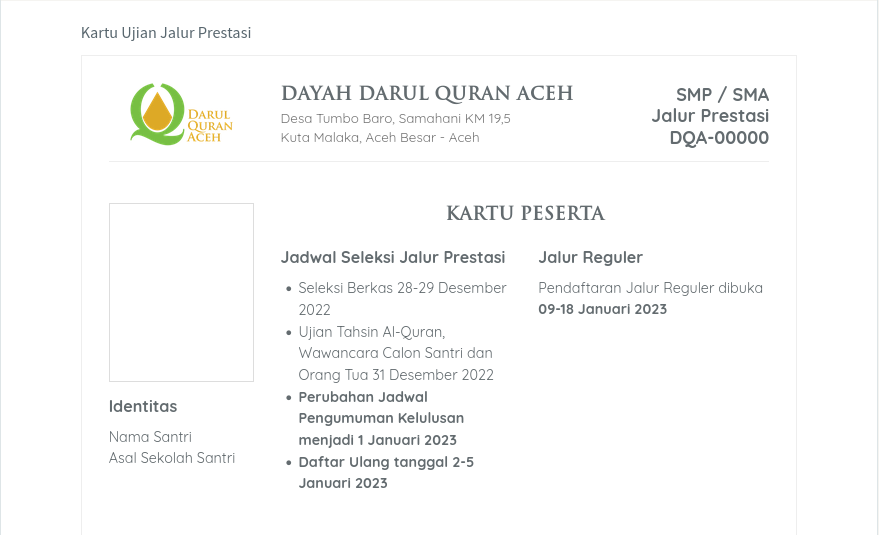 Kartu Ujian Jalur Prestasi
DARUL
QURAN
ACEH
DAYAH DARUL QURAN ACEH
Desa Tumbo Baro, Samahani KM 19,5
Kuta Malaka, Aceh Besar - Aceh
SMP / SMA
Jalur Prestasi
DQA-00000
KARTU PESERTA
Jadwal Seleksi Jalur Prestasi
• Seleksi Berkas 28-29 Desember
2022
• Ujian Tahsin Al-Quran,
Wawancara Calon Santri dan
Orang Tua 31 Desember 2022
• Perubahan Jadwal
Pengumuman Kelulusan
menjadi 1 Januari 2023
• Daftar Ulang tanggal 2-5
Januari 2023
Jalur Reguler
Pendaftaran Jalur Reguler dibuka
09-18 Januari 2023
Identitas
Nama Santri
Asal Sekolah Santri